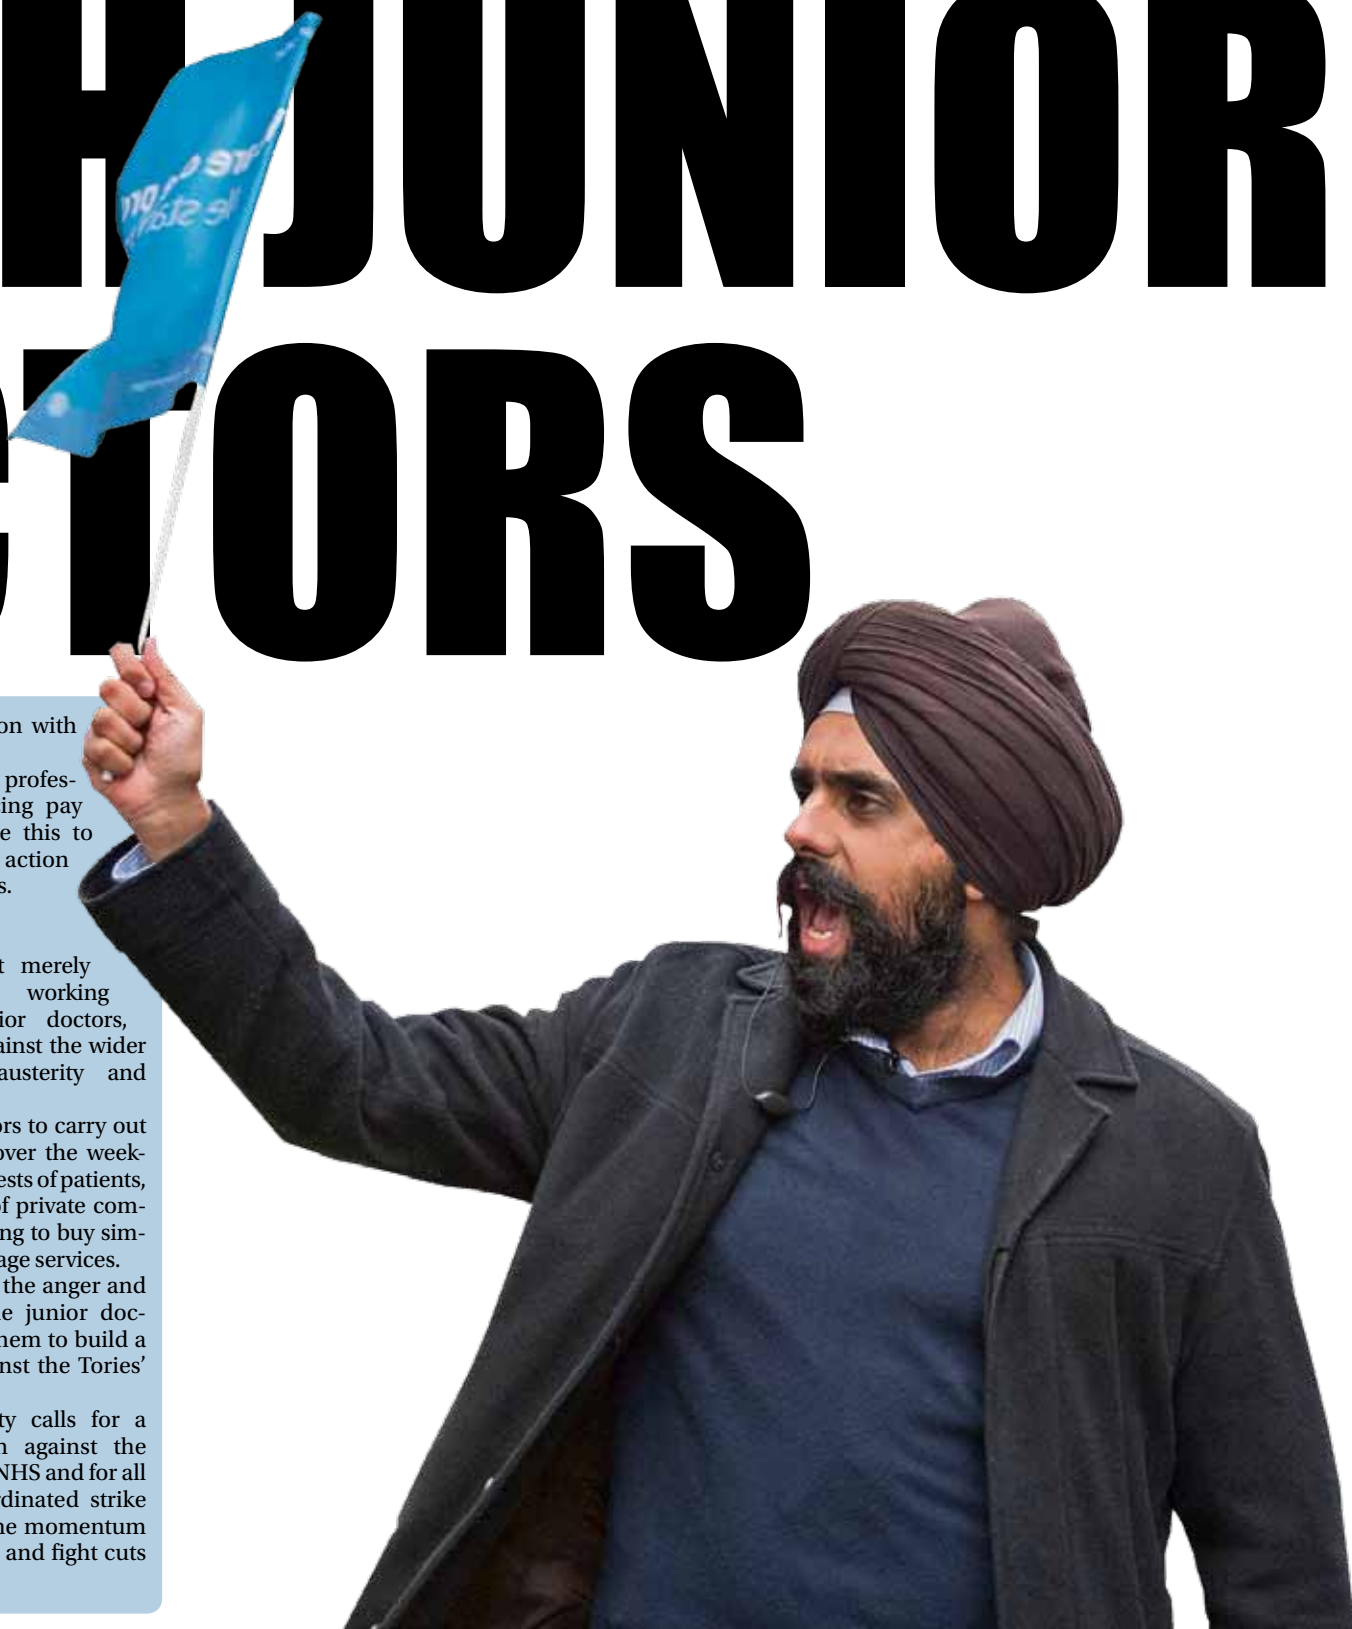 H JUNIOR
CTORS
on with
profes-
cing pay
e this to
action
s.
t merely
working
ior doctors,
ainst the wider
austerity and
ors to carry out
over the week-
ests of patients,
of private com-
ng to buy sim-
age services.
the anger and
e junior doc-
hem to build a
nst the Tories’
ty calls for a
n against the
NHS and for all
rdinated strike
he momentum
and fight cuts